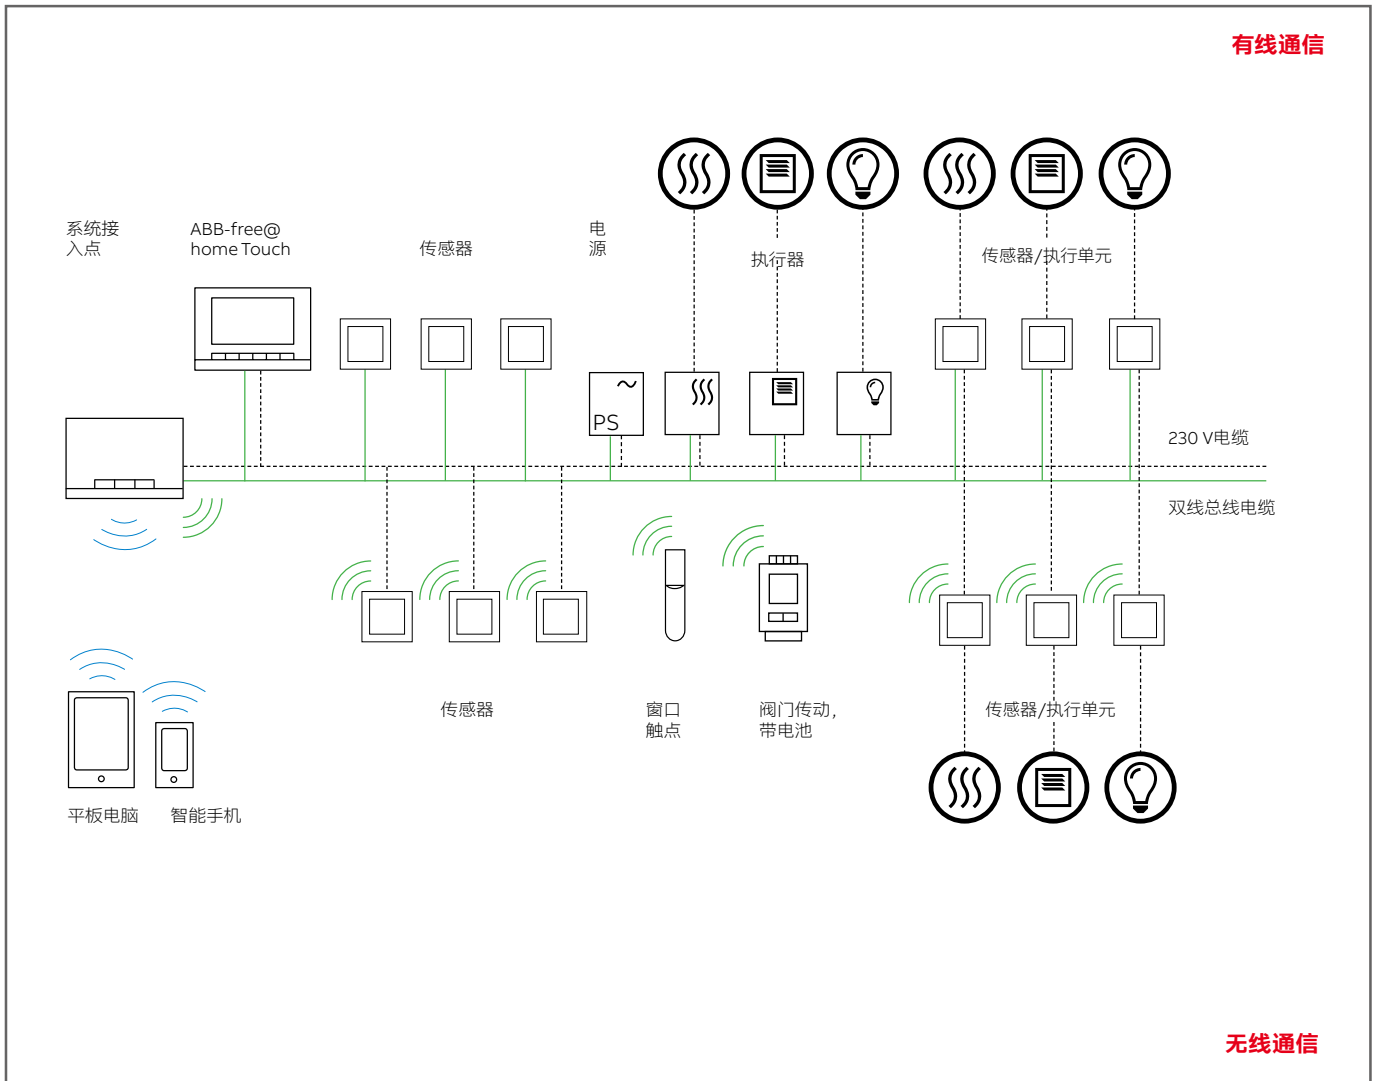 有线通信
系统接
入点
ABB-free@
home Touch
传感器
电
源
执行器
传感器/执行单元
PS
230 V电缆
双线总线电缆
传感器
窗口
触点
阀门传动，
带电池
传感器/执行单元
平板电脑
智能手机
无线通信